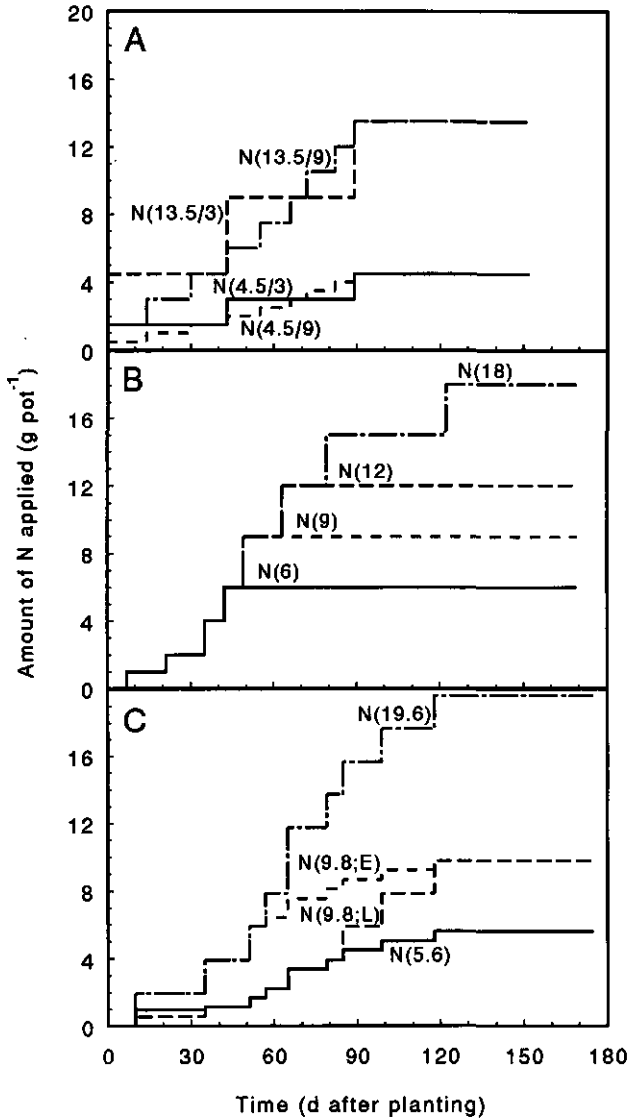 20
A
16
N(13.5/9)
12
N(13.5/3)
8
N(4.5/3)
4
N(4.5/9)
0
B
N(18)
16
N(12)
12
N(9)
8
N(6)
4
0
C
N(19.6)
16
12
N(9.8;E)
8
N(9.8;L)
N(5.6)
4
0
0 30 60 90 120 150 180
Amount of N applied (g pot⁻¹)
Time (d after planting)